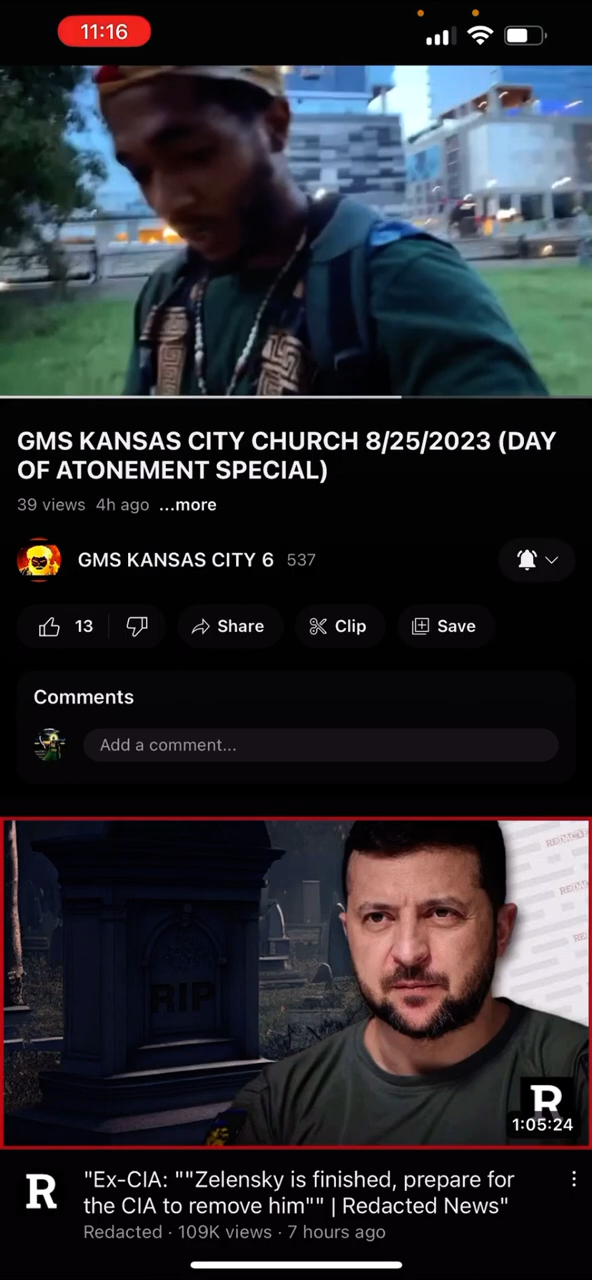 11:16
GMS KANSAS CITY CHURCH 8/25/2023 (DAY
OF ATONEMENT SPECIAL)
39 views 4h ago ...more
GMS KANSAS CITY 6 537
13 Share Clip Save
Comments
Add a comment...
RIP
R
1:05:24
R
"Ex-CIA: ""Zelensky is finished, prepare for
the CIA to remove him"" | Redacted News"
Redacted · 109K views · 7 hours ago